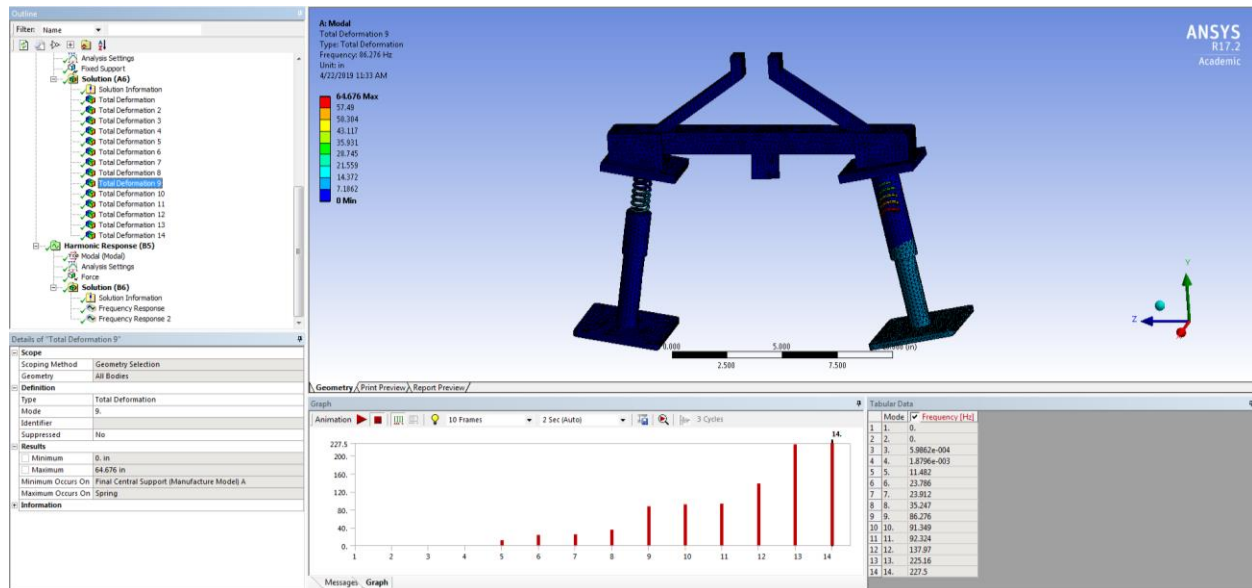 Outline
Filter: Name
Analysis Settings
Fixed Support
Solution (A6)
Solution Information
Total Deformation
Total Deformation 2
Total Deformation 3
Total Deformation 4
Total Deformation 5
Total Deformation 6
Total Deformation 7
Total Deformation 8
Total Deformation 9
Total Deformation 10
Total Deformation 11
Total Deformation 12
Total Deformation 13
Total Deformation 14
Harmonic Response (B5)
Modal (Modal)
Analysis Settings
Force
Solution (B6)
Solution Information
Frequency Response
Frequency Response 2
Details of "Total Deformation 9"
Scope
Scoping Method Geometry Selection
Geometry All Bodies
Definition
Type Total Deformation
Mode 9.
Identifier
Suppressed No
Results
Minimum 0. in
Maximum 64.676 in
Minimum Occurs On Final Central Support (Manufacture Model) A
Maximum Occurs On Spring
Information
A: Modal
Total Deformation 9
Type: Total Deformation
Frequency: 86.276 Hz
Unit: in
4/22/2019 11:33 AM
64.676 Max
57.49
50.304
43.117
35.931
28.745
21.559
14.372
7.1862
0 Min
ANSYS
R17.2
Academic
Y
Z
0.000 5.000 (in)
2.500 7.500
Geometry Print Preview Report Preview
Graph
Animation 10 Frames 2 Sec (Auto) 3 Cycles
14.
227.5
200.
160.
120.
80.
40.
0.
1 2 3 4 5 6 7 8 9 10 11 12 13 14
Messages Graph
Tabular Data
Mode Frequency [Hz]
1 1. 0.
2 2. 0.
3 3. 5.9862e-004
4 4. 1.8796e-003
5 5. 11.482
6 6. 23.786
7 7. 23.912
8 8. 35.247
9 9. 86.276
10 10. 91.349
11 11. 92.324
12 12. 137.97
13 13. 225.16
14 14. 227.5